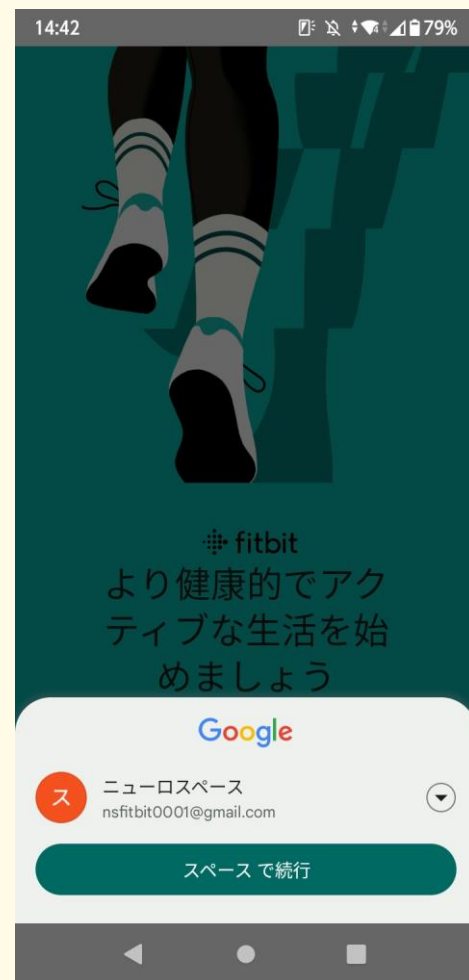 14:42
79%
fitbit
より健康的でアク
ティブな生活を始
めましょう
Google
ス
ニューロスペース
nsfitbit0001@gmail.com
スペース で続行